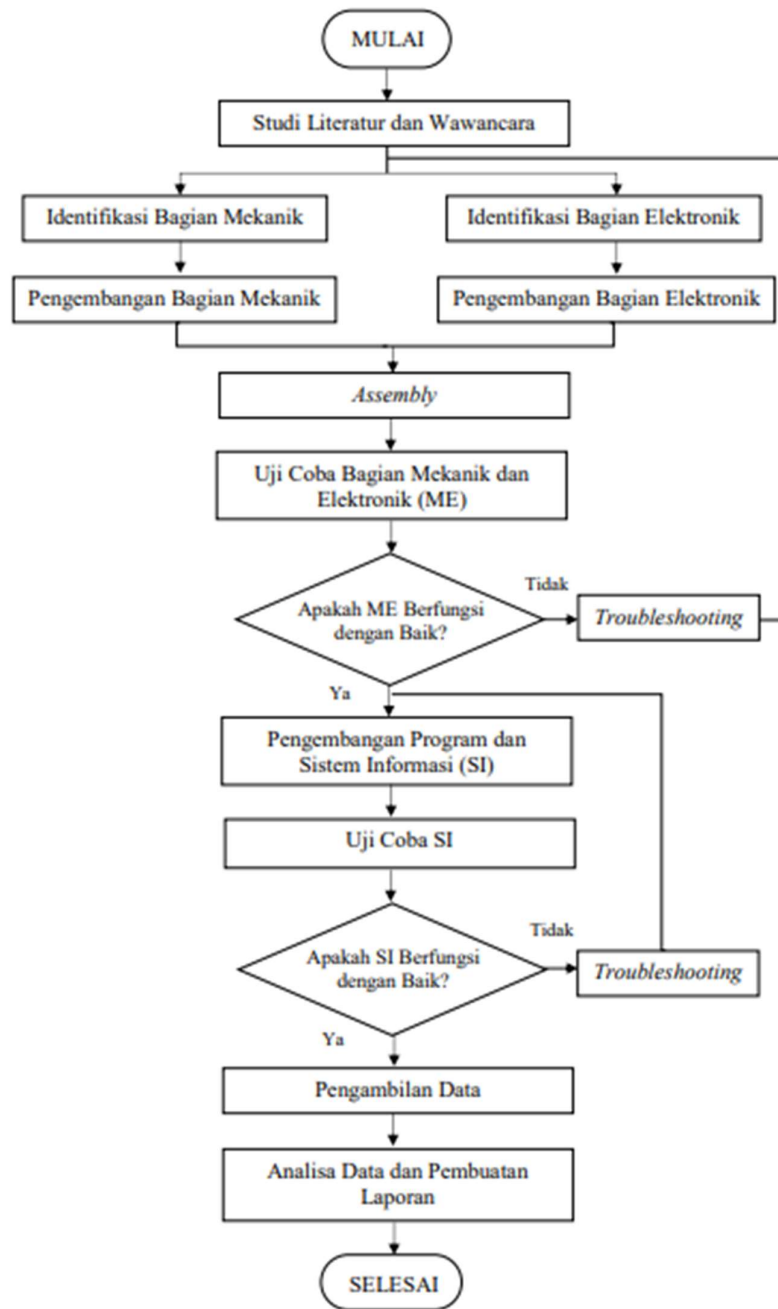 MULAI
Studi Literatur dan Wawancara
Identifikasi Bagian Mekanik
Identifikasi Bagian Elektronik
Pengembangan Bagian Mekanik
Pengembangan Bagian Elektronik
Assembly
Uji Coba Bagian Mekanik dan
Elektronik (ME)
Apakah ME Berfungsi
dengan Baik?
Tidak
Troubleshooting
Ya
Pengembangan Program dan
Sistem Informasi (SI)
Uji Coba SI
Apakah SI Berfungsi
dengan Baik?
Tidak
Troubleshooting
Ya
Pengambilan Data
Analisa Data dan Pembuatan
Laporan
SELESAI